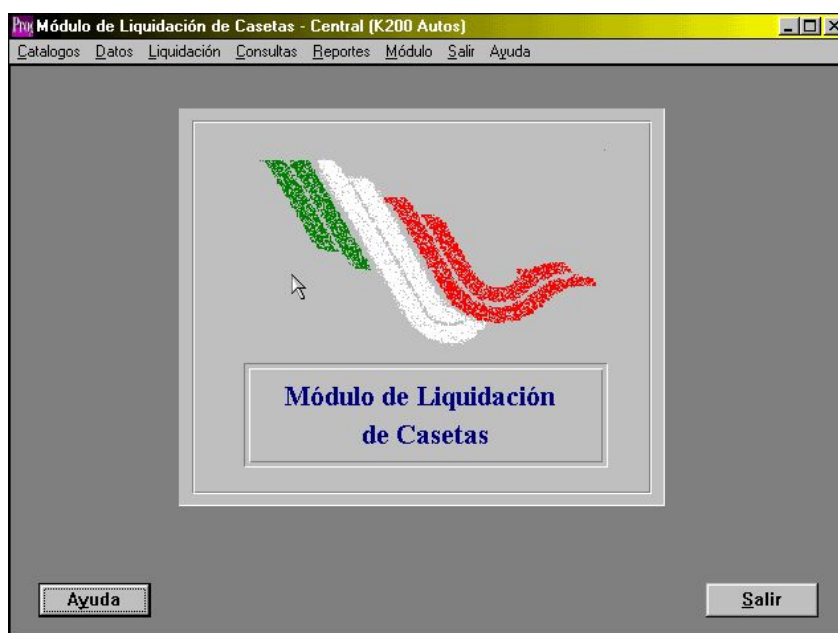 Módulo de Liquidación de Casetas - Central (K200 Autos)
Catalogos Datos Liquidación Consultas Reportes Módulo Salir Ayuda
Módulo de Liquidación
de Casetas
Ayuda Salir